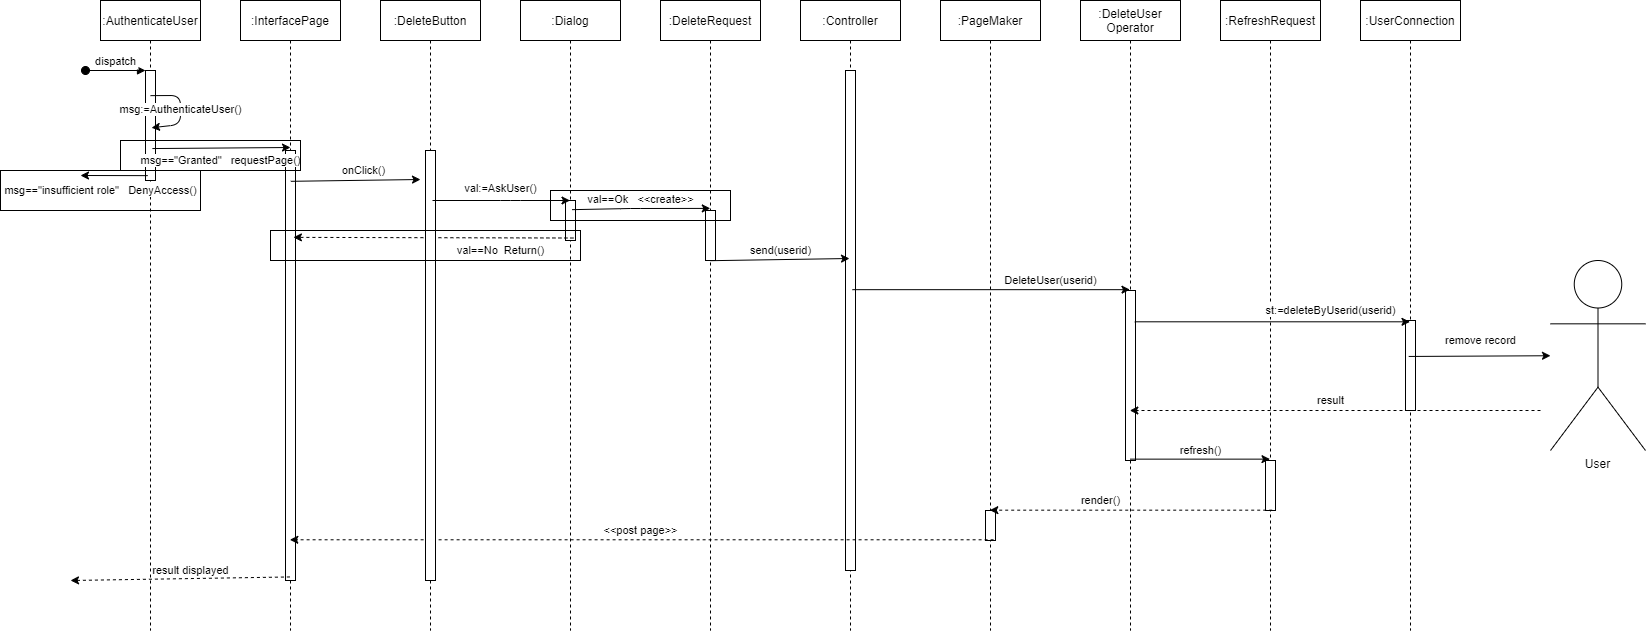 :AuthenticateUser
:InterfacePage
:DeleteButton
:Dialog
:DeleteRequest
:Controller
:PageMaker
:DeleteUser
Operator
:RefreshRequest
:UserConnection
dispatch
msg:=AuthenticateUser()
msg=="Granted" requestPage()
onClick()
msg=="insufficient role" DenyAccess()
val:=AskUser()
val==Ok <<create>>
val==No Return()
send(userid)
DeleteUser(userid)
st:=deleteByUserid(userid)
remove record
result
refresh()
User
render()
<<post page>>
result displayed